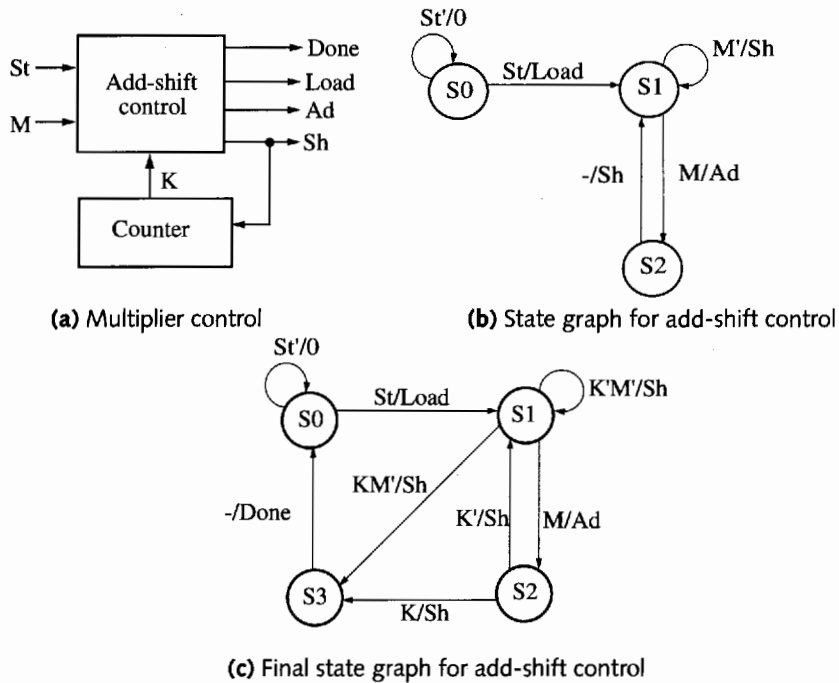 St
M
Add-shift
control
Done
Load
Ad
Sh
K
Counter
(a) Multiplier control
St'/0
S0
St/Load
S1
M'/Sh
-/Sh
M/Ad
S2
(b) State graph for add-shift control
St'/0
S0
St/Load
S1
K'M'/Sh
KM'/Sh
-/Done
K'/Sh
M/Ad
S3
K/Sh
S2
(c) Final state graph for add-shift control